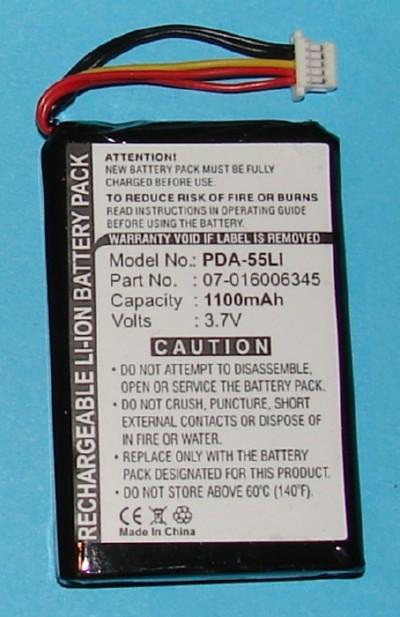 RECHARGEABLE LI-ION BATTERY PACK
ATTENTION!
NEW BATTERY PACK MUST BE FULLY
CHARGED BEFORE USE.
TO REDUCE RISK OF FIRE OR BURNS
READ INSTRUCTIONS IN OPERATING GUIDE
BEFORE USING THE BATTERY.
WARRANTY VOID IF LABEL IS REMOVED
Model No.: PDA-55LI
Part No. : 07-016006345
Capacity : 1100mAh
Volts : 3.7V
CAUTION
• DO NOT ATTEMPT TO DISASSEMBLE,
OPEN OR SERVICE THE BATTERY PACK.
• DO NOT CRUSH, PUNCTURE, SHORT
EXTERNAL CONTACTS OR DISPOSE OF
IN FIRE OR WATER.
• REPLACE ONLY WITH THE BATTERY
PACK DESIGNATED FOR THIS PRODUCT.
• DO NOT STORE ABOVE 60°C (140°F).
CE
Made In China